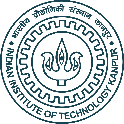 भारतीय प्रौद्योगिकी संस्थान कानपुर
INDIAN INSTITUTE OF TECHNOLOGY KANPUR